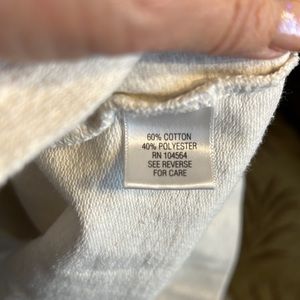 60% COTTON
40% POLYESTER
RN 104564
SEE REVERSE
FOR CARE